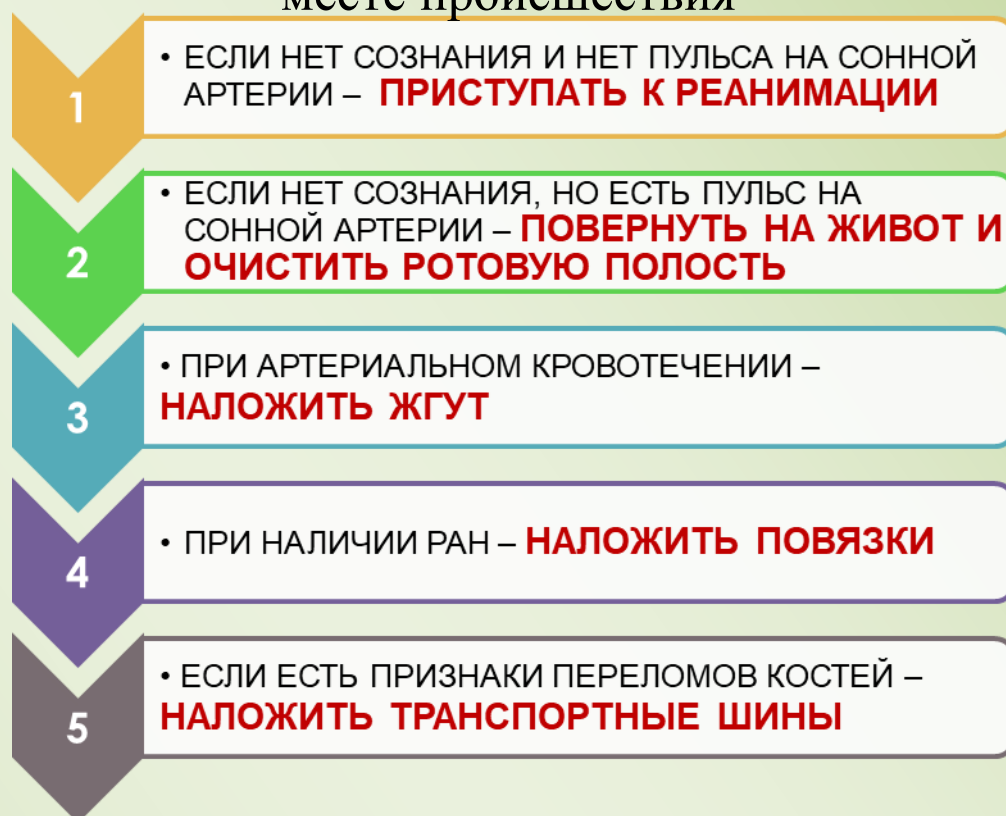 месте происшествия
1
• ЕСЛИ НЕТ СОЗНАНИЯ И НЕТ ПУЛЬСА НА СОННОЙ
АРТЕРИИ – ПРИСТУПАТЬ К РЕАНИМАЦИИ
2
• ЕСЛИ НЕТ СОЗНАНИЯ, НО ЕСТЬ ПУЛЬС НА
СОННОЙ АРТЕРИИ – ПОВЕРНУТЬ НА ЖИВОТ И
ОЧИСТИТЬ РОТОВУЮ ПОЛОСТЬ
3
• ПРИ АРТЕРИАЛЬНОМ КРОВОТЕЧЕНИИ –
НАЛОЖИТЬ ЖГУТ
4
• ПРИ НАЛИЧИИ РАН – НАЛОЖИТЬ ПОВЯЗКИ
5
• ЕСЛИ ЕСТЬ ПРИЗНАКИ ПЕРЕЛОМОВ КОСТЕЙ –
НАЛОЖИТЬ ТРАНСПОРТНЫЕ ШИНЫ